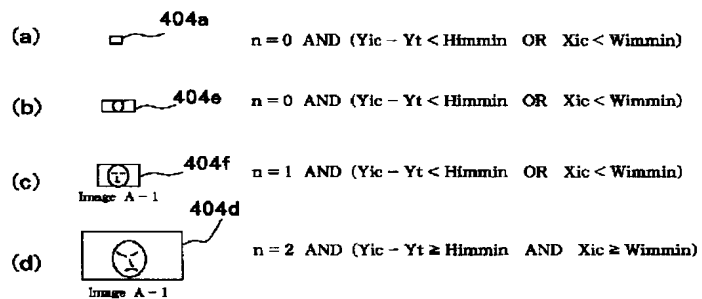 (a) 404a n = 0 AND (Yic − Yt < Himmin OR Xic < Wimmin)
(b) 404e n = 0 AND (Yic − Yt < Himmin OR Xic < Wimmin)
(c) 404f n = 1 AND (Yic − Yt < Himmin OR Xic < Wimmin)
Image A − 1
404d
(d) n = 2 AND (Yic − Yt ≧ Himmin AND Xic ≧ Wimmin)
Image A − 1